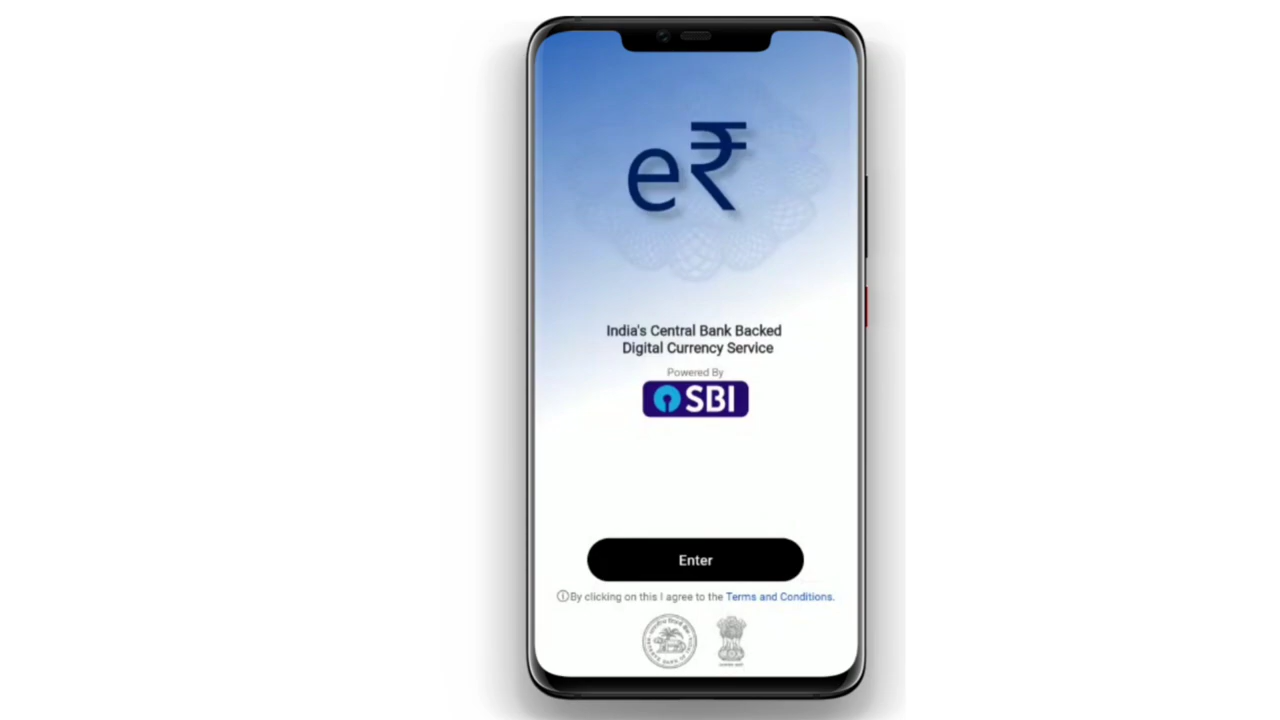 e₹
India's Central Bank Backed
Digital Currency Service
Powered By
SBI
Enter
By clicking on this I agree to the Terms and Conditions.